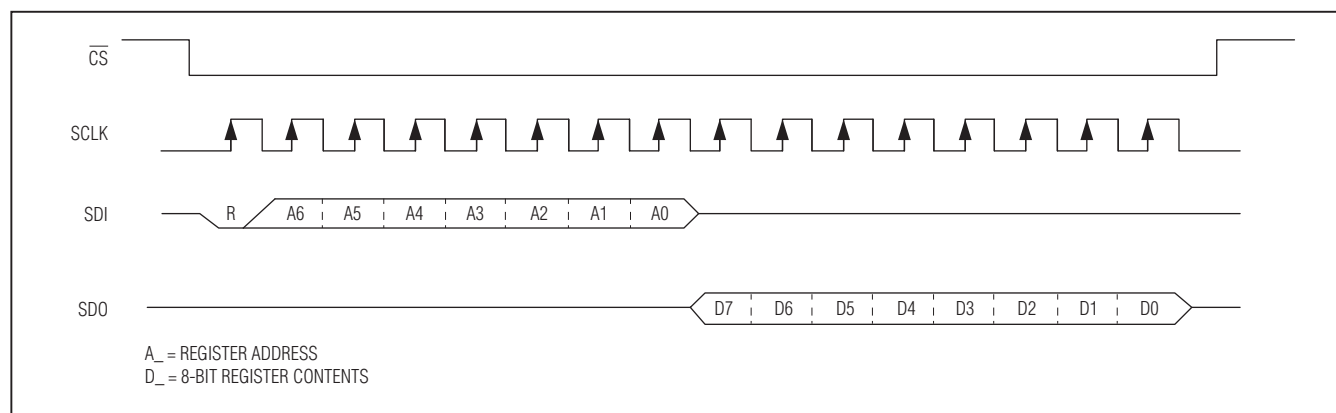 CS
SCLK
SDI R A6 A5 A4 A3 A2 A1 A0
SDO D7 D6 D5 D4 D3 D2 D1 D0
A_ = REGISTER ADDRESS
D_ = 8-BIT REGISTER CONTENTS